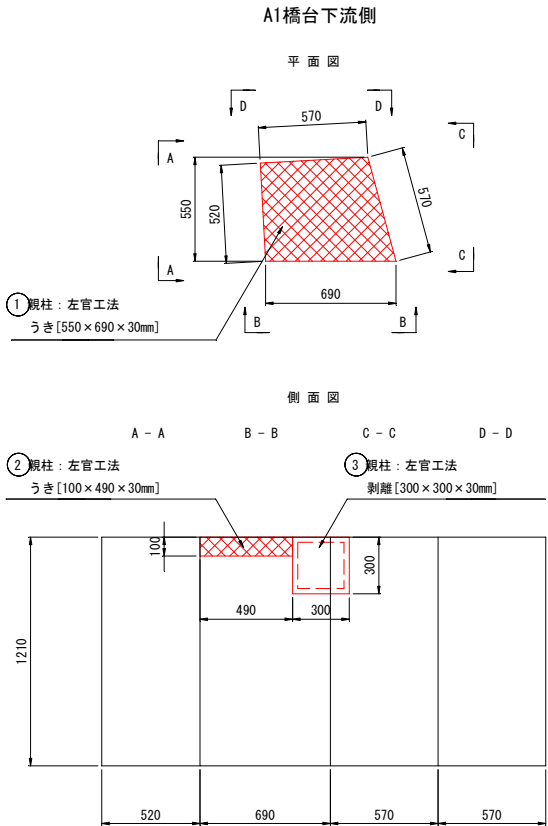 A1橋台下流側
平 面 図
D D
570
A C
550 520 570
A C
690
B B
1 親柱：左官工法
うき[550×690×30mm]
側 面 図
A - A B - B C - C D - D
2 親柱：左官工法
うき[100×490×30mm]
3 親柱：左官工法
剥離[300×300×30mm]
100
300
490 300
1210
520 690 570 570